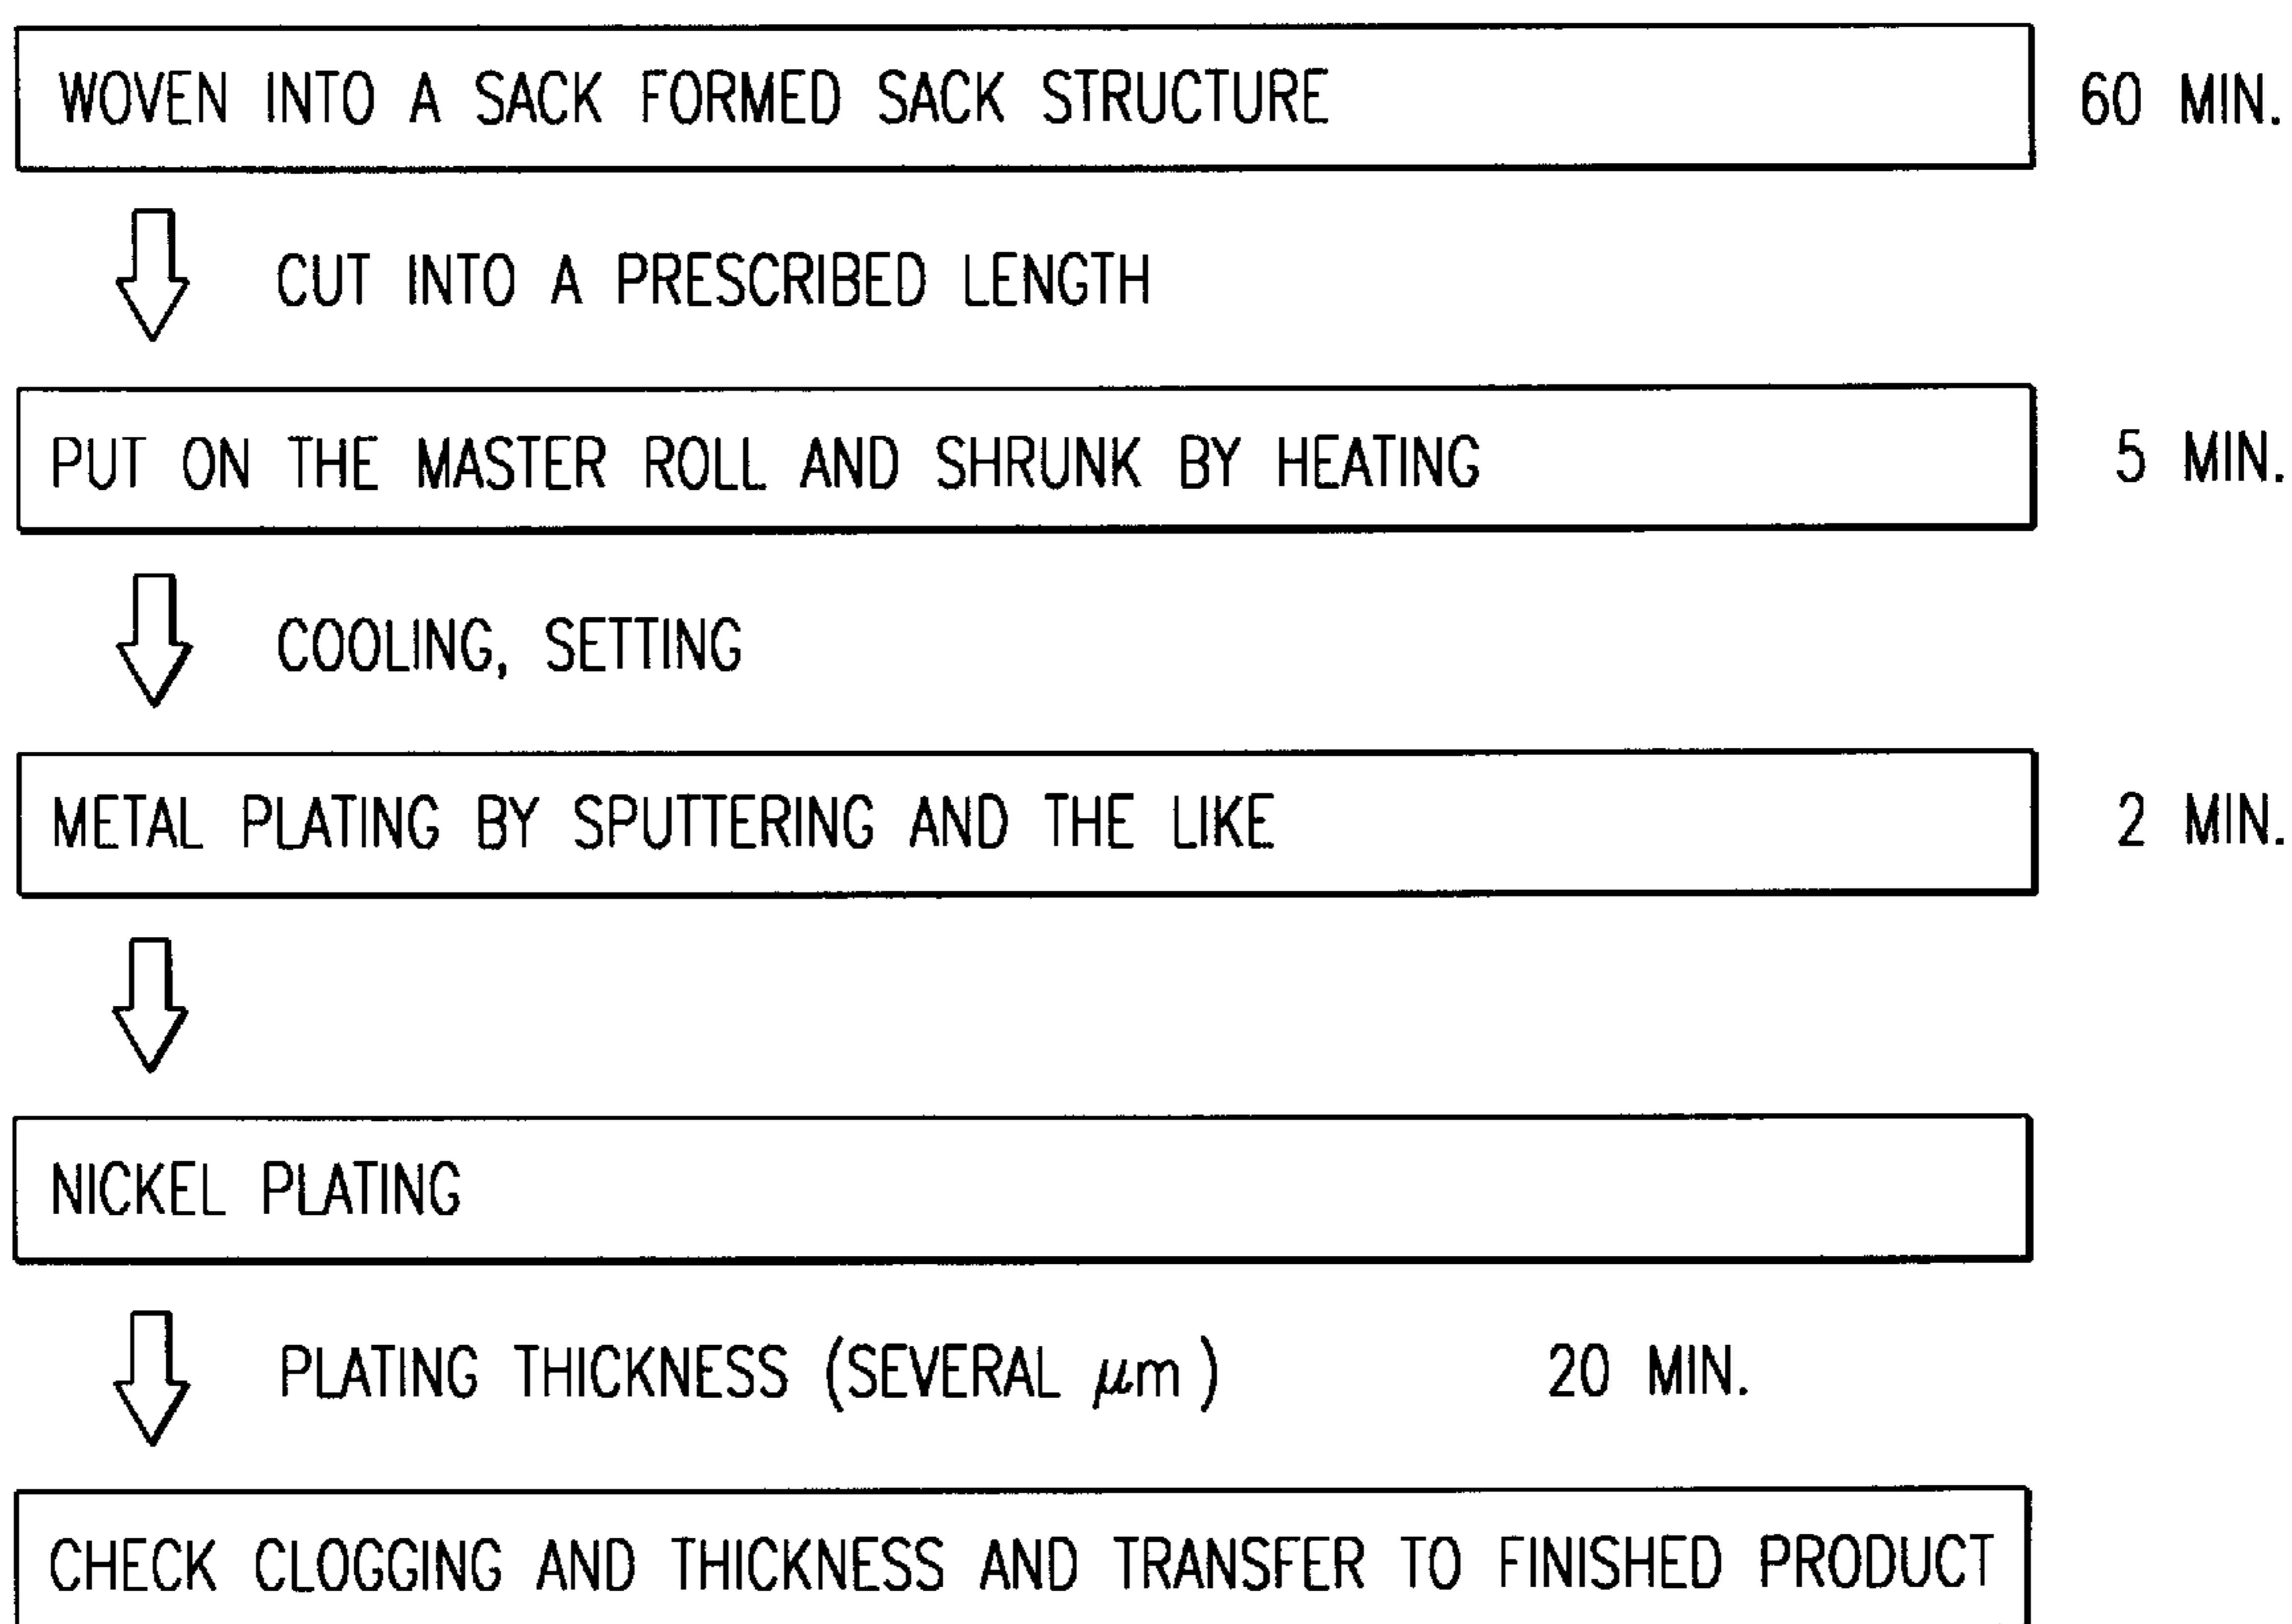 WOVEN INTO A SACK FORMED SACK STRUCTURE 60 MIN.
CUT INTO A PRESCRIBED LENGTH
PUT ON THE MASTER ROLL AND SHRUNK BY HEATING 5 MIN.
COOLING, SETTING
METAL PLATING BY SPUTTERING AND THE LIKE 2 MIN.
NICKEL PLATING
PLATING THICKNESS (SEVERAL μm) 20 MIN.
CHECK CLOGGING AND THICKNESS AND TRANSFER TO FINISHED PRODUCT